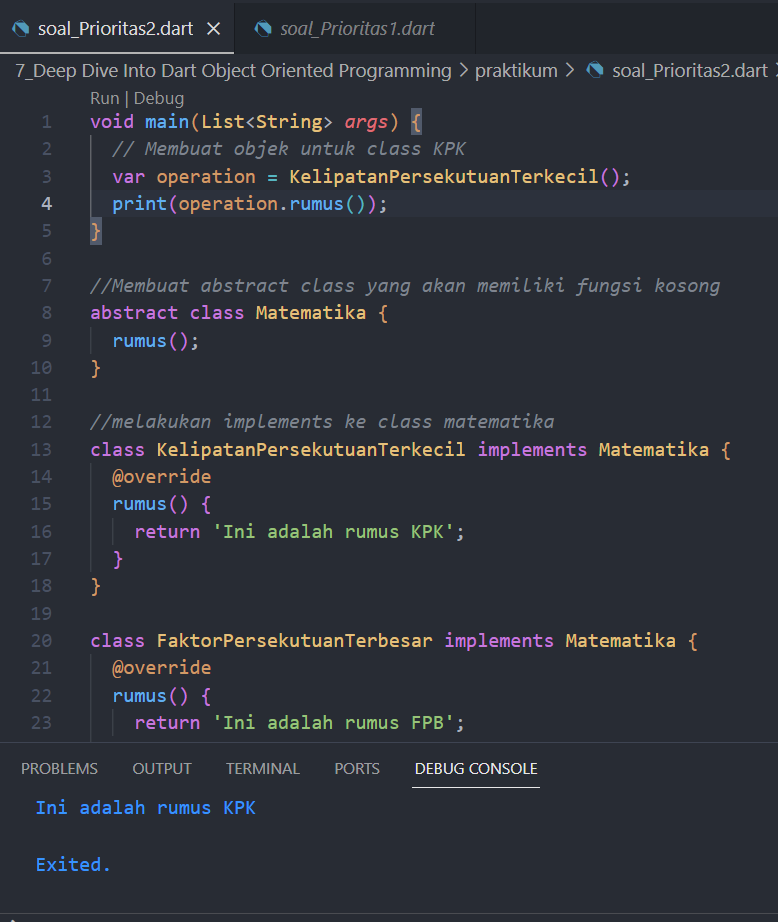 soal_Prioritas2.dart × soal_Prioritas1.dart
7_Deep Dive Into Dart Object Oriented Programming > praktikum > soal_Prioritas2.dart >
Run | Debug
1 void main(List<String> args) {
2 // Membuat objek untuk class KPK
3 var operation = KelipatanPersekutuanTerkecil();
4 print(operation.rumus());
5 }
6
7 //Membuat abstract class yang akan memiliki fungsi kosong
8 abstract class Matematika {
9 rumus();
10 }
11
12 //melakukan implements ke class matematika
13 class KelipatanPersekutuanTerkecil implements Matematika {
14 @override
15 rumus() {
16 return 'Ini adalah rumus KPK';
17 }
18 }
19
20 class FaktorPersekutuanTerbesar implements Matematika {
21 @override
22 rumus() {
23 return 'Ini adalah rumus FPB';
PROBLEMS OUTPUT TERMINAL PORTS DEBUG CONSOLE
Ini adalah rumus KPK
Exited.